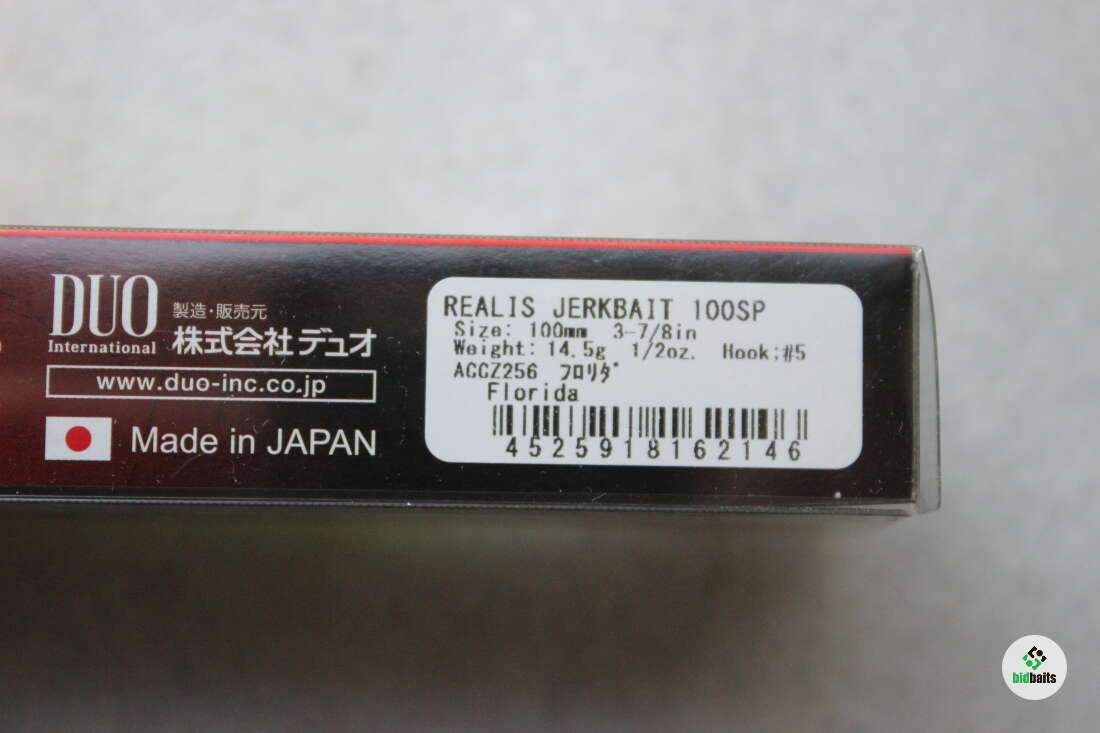 DUO
International
製造・販売元
株式会社デュオ
www.duo-inc.co.jp
Made in JAPAN
REALIS JERKBAIT 100SP
Size: 100mm 3-7/8in
Weight: 14.5g 1/2oz. Hook:#5
ACCZ256 フロリダ
Florida
4525918162146
bidbaits